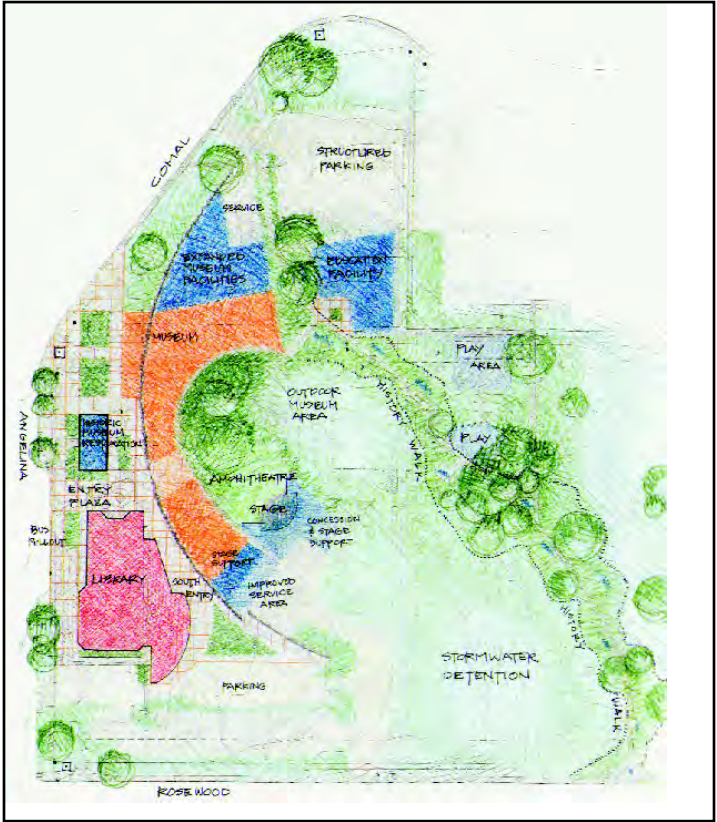 COMAL
STRUCTURED
PARKING
SERVICE
EXPANDED
MUSEUM
FACILITIES
EDUCATION
FACILITY
MUSEUM
PLAY
AREA
OUTDOOR
MUSEUM
AREA
HISTORY WALK
ANGELINA
HISTORIC
MUSEUM
PLAY
ENTRY
PLAZA
AMPHITHEATRE
STAGE
CONCESSION
& STAGE
SUPPORT
BUS
PULLOUT
STAGE
SUPPORT
LIBRARY
SOUTH
ENTRY
IMPROVED
SERVICE
AREA
HISTORY
WALK
STORMWATER
DETENTION
PARKING
ROSEWOOD